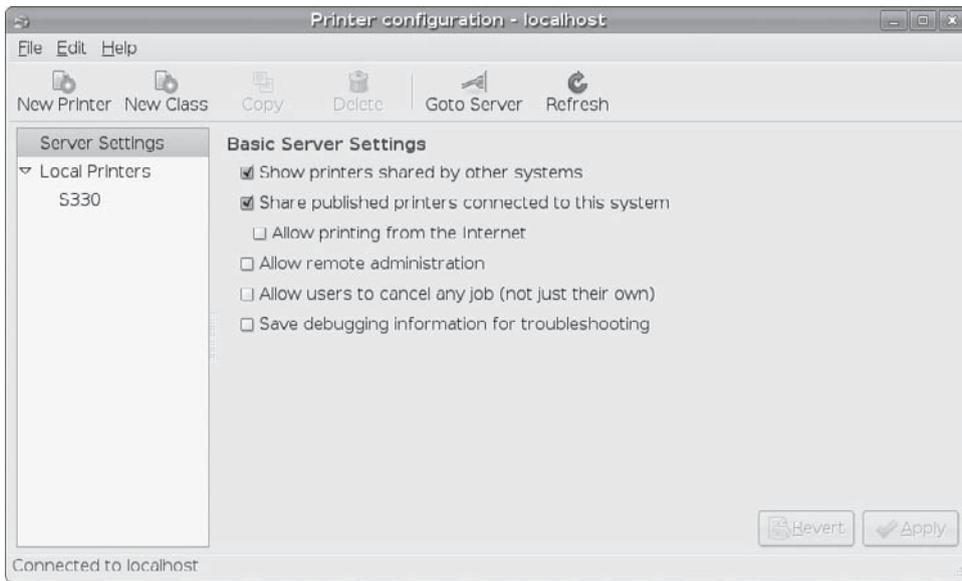 Printer configuration - localhost
File Edit Help
New Printer New Class Copy Delete Goto Server Refresh
Server Settings
Local Printers
S330
Basic Server Settings
Show printers shared by other systems
Share published printers connected to this system
Allow printing from the Internet
Allow remote administration
Allow users to cancel any job (not just their own)
Save debugging information for troubleshooting
Revert Apply
Connected to localhost